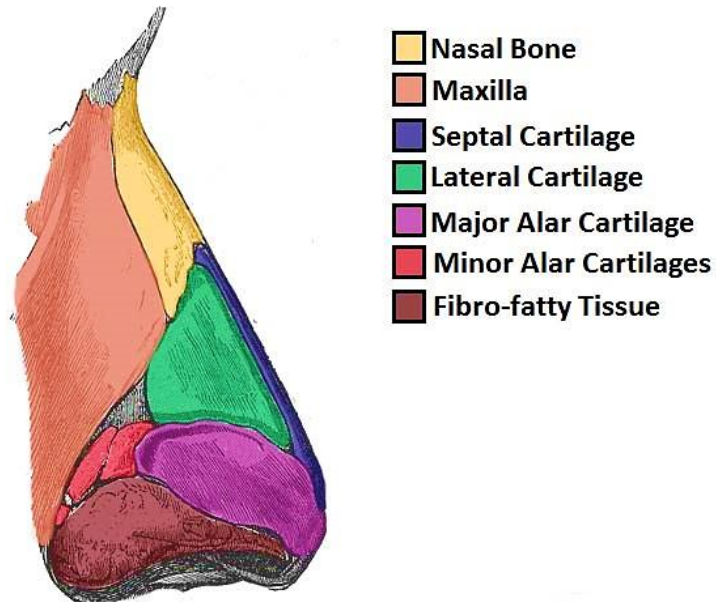 Nasal Bone
Maxilla
Septal Cartilage
Lateral Cartilage
Major Alar Cartilage
Minor Alar Cartilages
Fibro-fatty Tissue